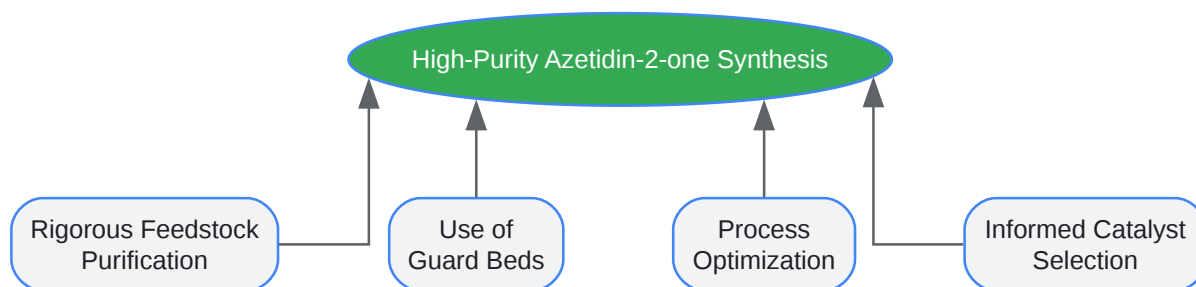 High-Purity Azetidin-2-one Synthesis
Rigorous Feedstock
Purification
Use of
Guard Beds
Process
Optimization
Informed Catalyst
Selection